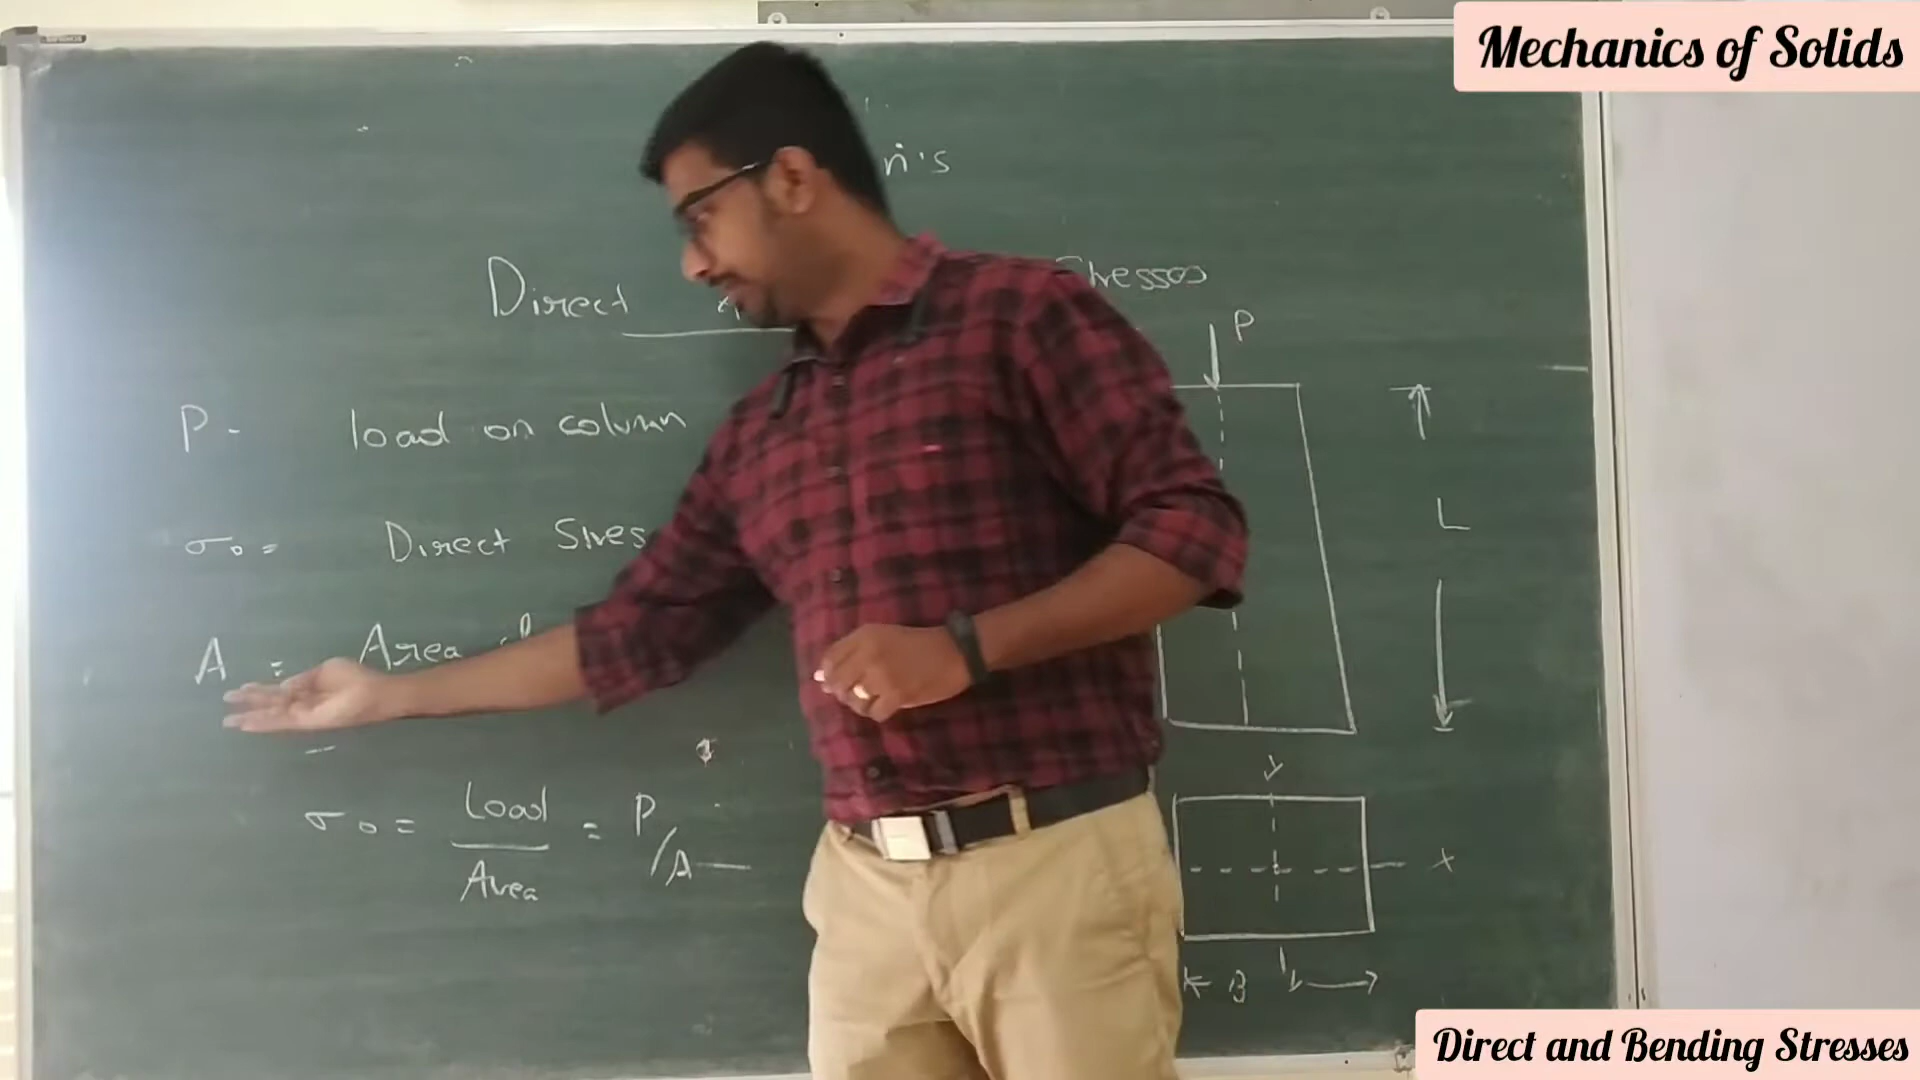 Mechanics of Solids
n's
Direct Stresses
P
P - load on column
L
σ₀ = Direct Stres
A = Area
σ₀ = Load / Area = P/A
y
x
B
y
Direct and Bending Stresses